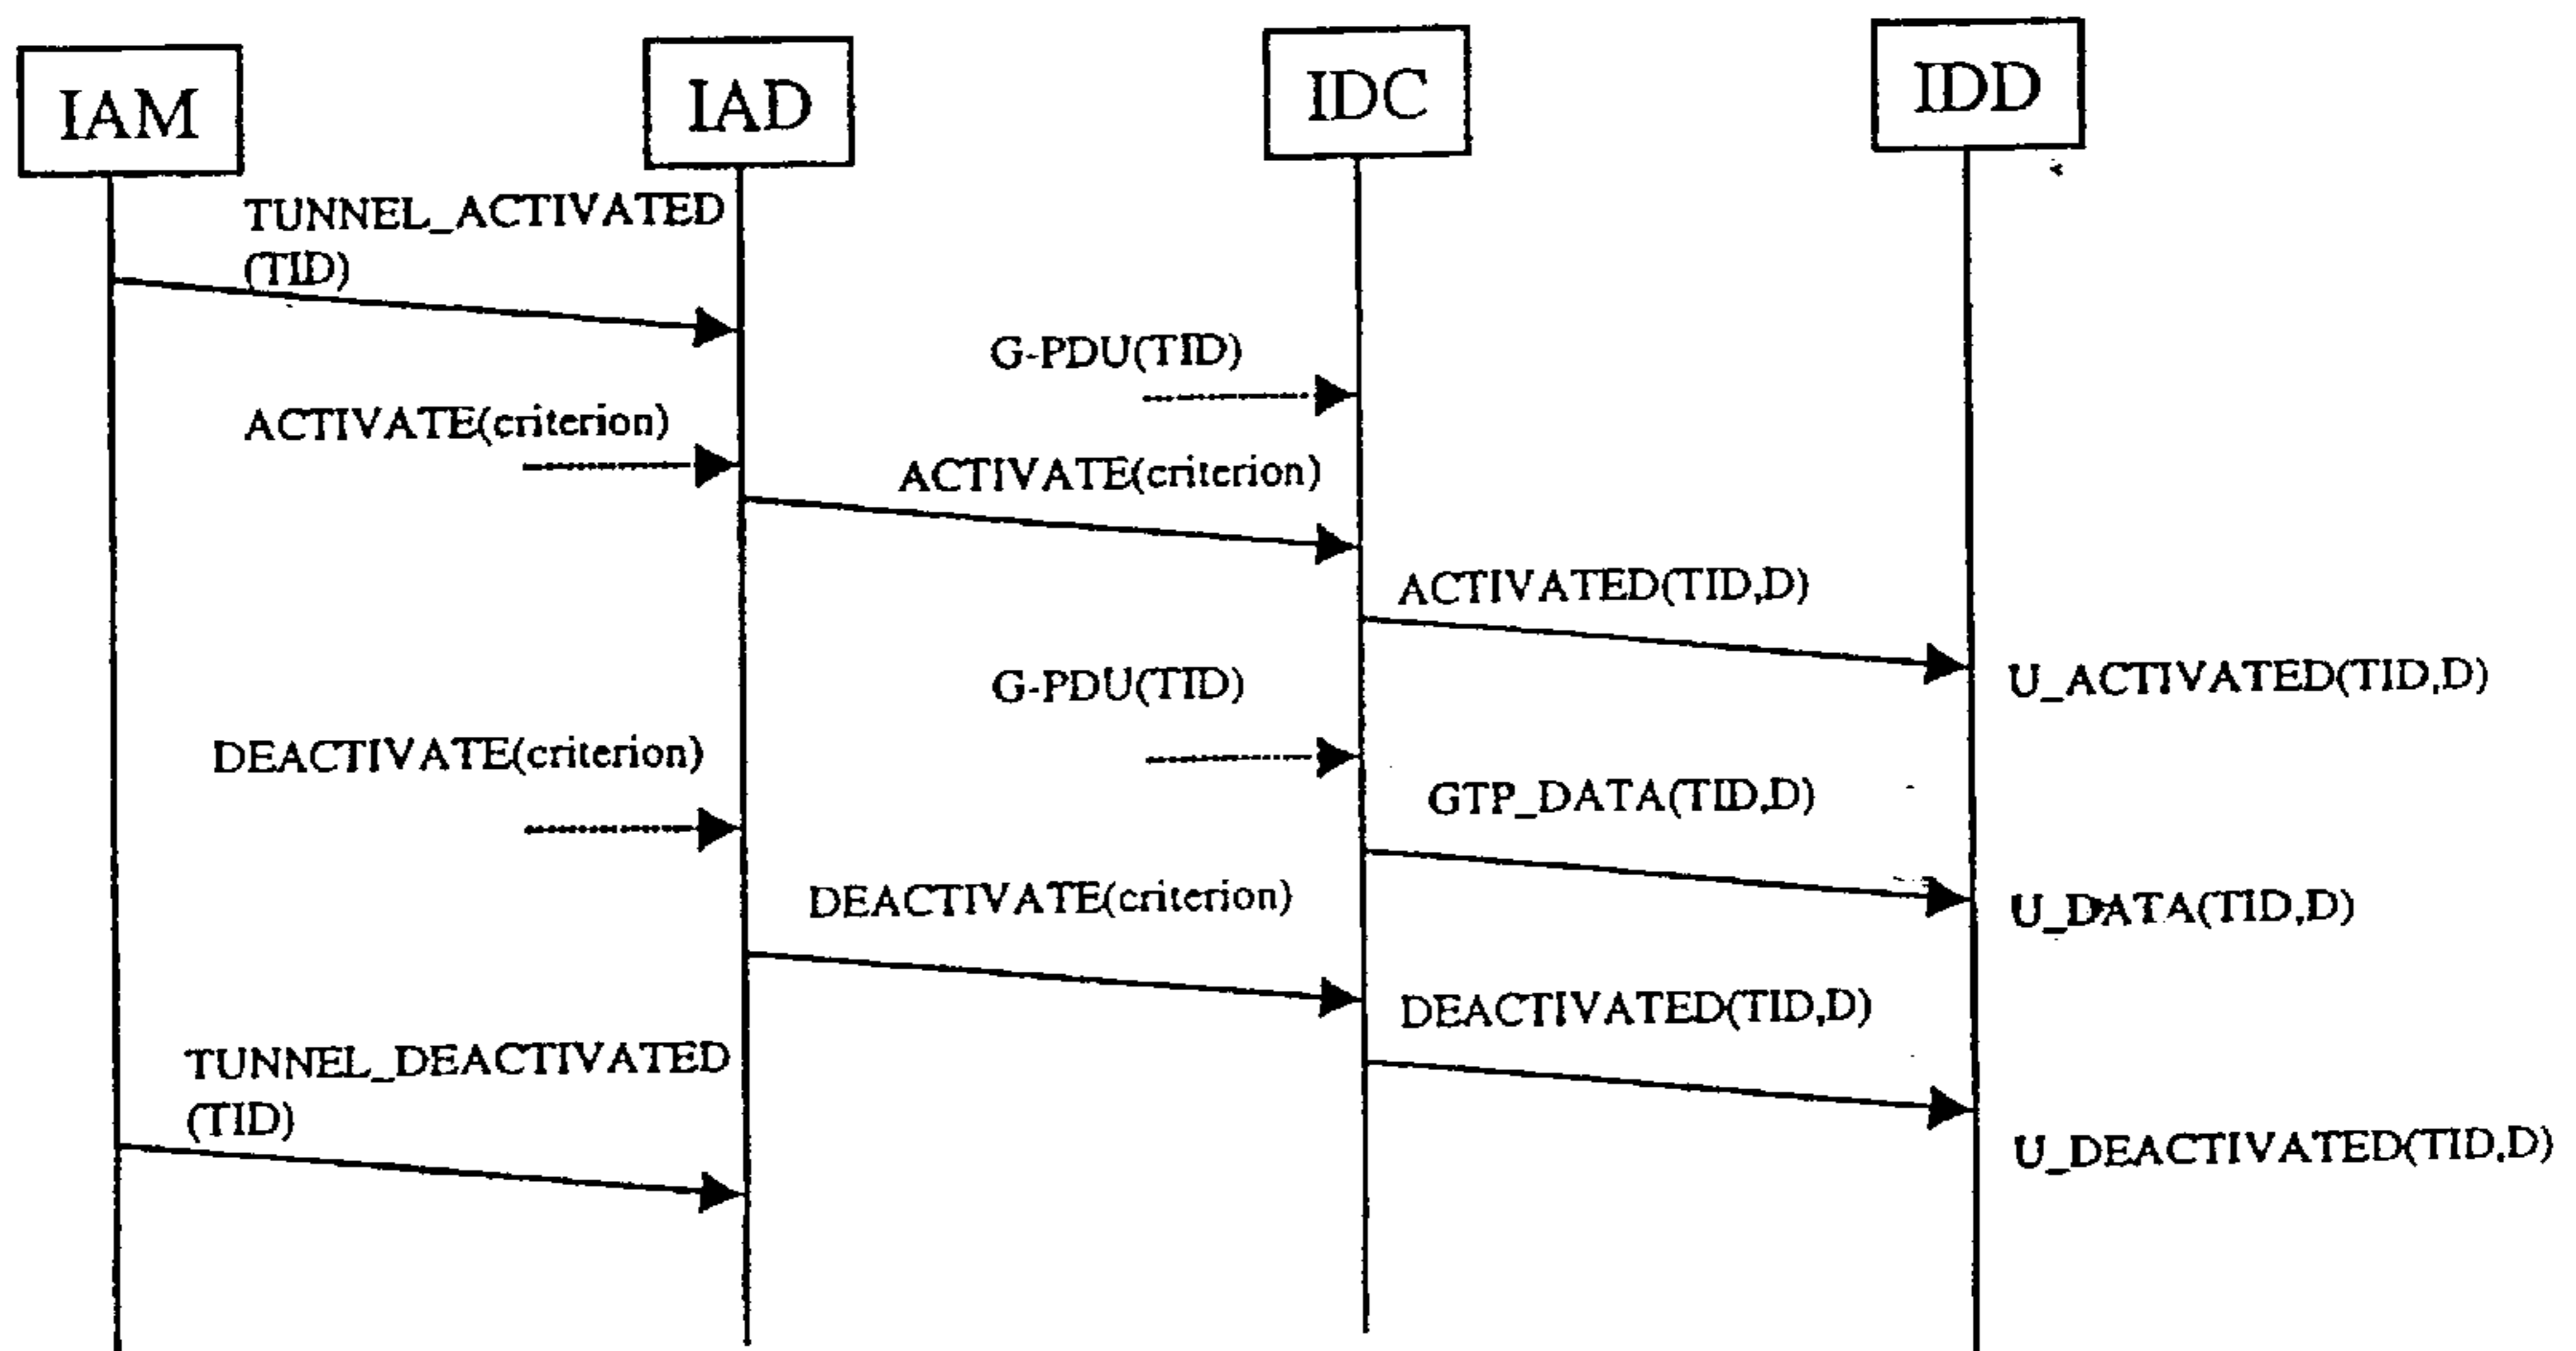 IAM
IAD
IDC
IDD
TUNNEL_ACTIVATED
(TID)
G-PDU(TID)
ACTIVATE(criterion)
ACTIVATE(criterion)
ACTIVATED(TID,D)
U_ACTIVATED(TID,D)
G-PDU(TID)
DEACTIVATE(criterion)
GTP_DATA(TID,D)
U_DATA(TID,D)
DEACTIVATE(criterion)
DEACTIVATED(TID,D)
TUNNEL_DEACTIVATED
(TID)
U_DEACTIVATED(TID,D)